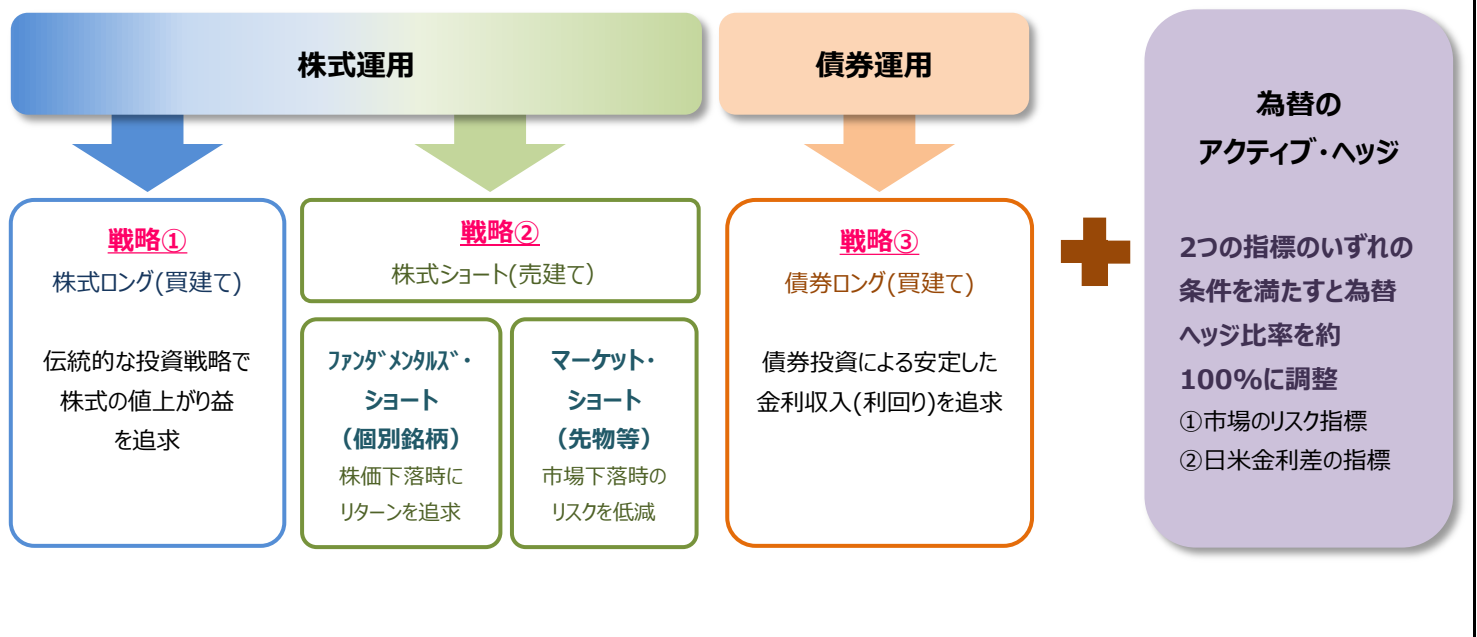 株式運用
戦略①
株式ロング(買建て)
伝統的な投資戦略で
株式の値上がり益
を追求
戦略②
株式ショート(売建て)
ﾌｧﾝﾀﾞﾒﾝﾀﾙｽﾞ・
ショート
（個別銘柄）
株価下落時に
リターンを追求
マーケット・
ショート
（先物等）
市場下落時の
リスクを低減
債券運用
戦略③
債券ロング(買建て)
債券投資による安定した
金利収入(利回り)を追求
為替の
アクティブ・ヘッジ
2つの指標のいずれの
条件を満たすと為替
ヘッジ比率を約
100%に調整
①市場のリスク指標
②日米金利差の指標